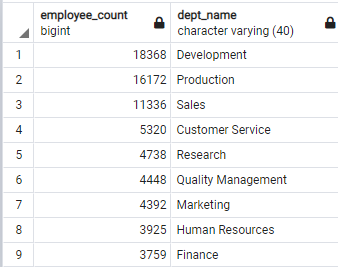 employee_count dept_name
bigint character varying (40)
1 18368 Development
2 16172 Production
3 11336 Sales
4 5320 Customer Service
5 4738 Research
6 4448 Quality Management
7 4392 Marketing
8 3925 Human Resources
9 3759 Finance